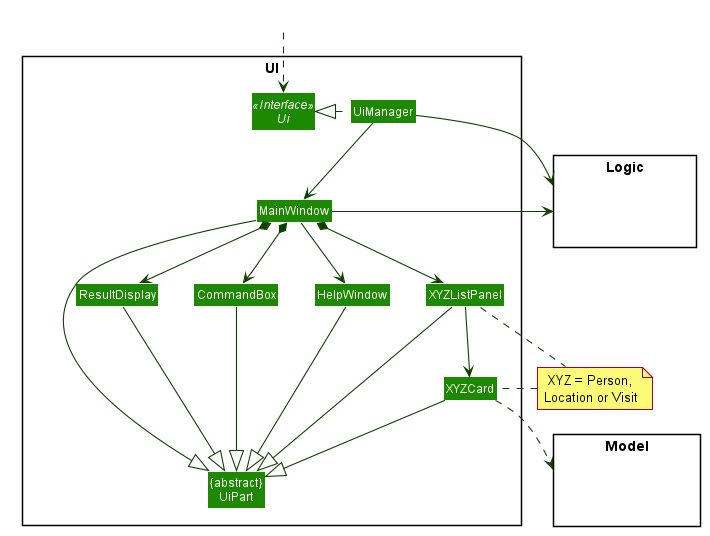 UI
«Interface»
Ui
UiManager
Logic
MainWindow
ResultDisplay
CommandBox
HelpWindow
XYZListPanel
XYZCard
XYZ = Person,
Location or Visit
Model
{abstract}
UiPart